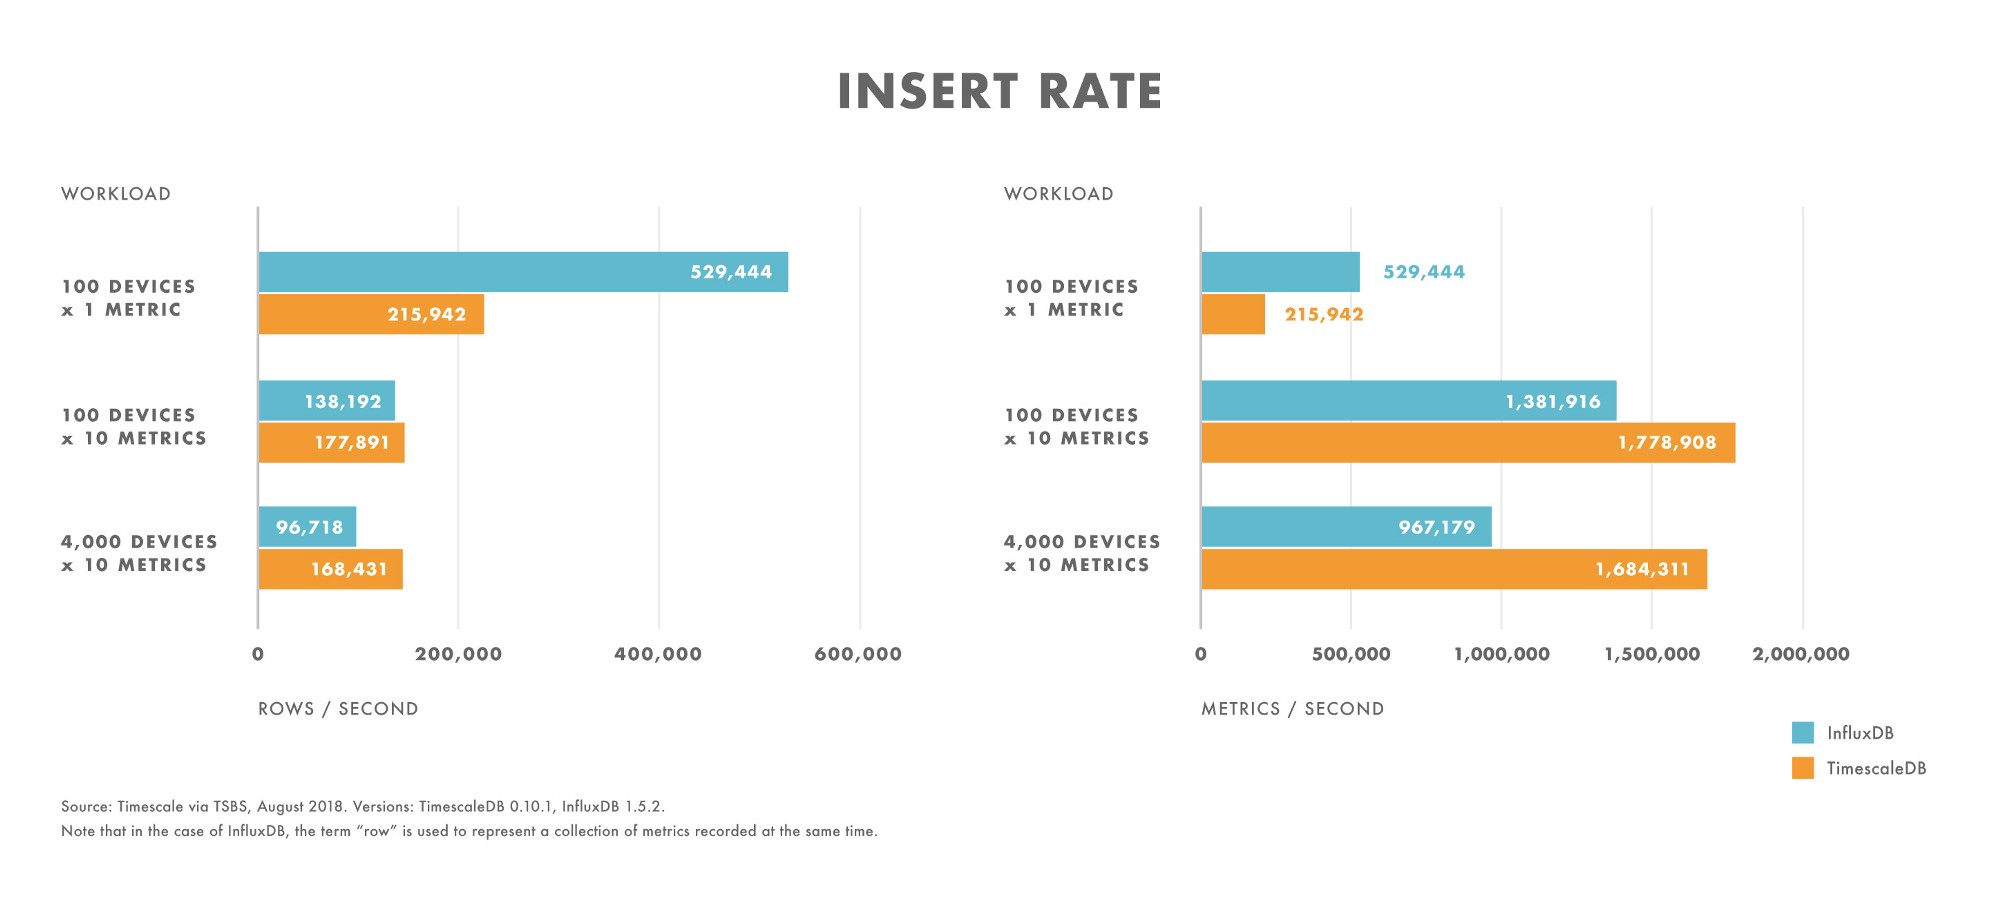 INSERT RATE
WORKLOAD
100 DEVICES
x 1 METRIC
529,444
215,942
100 DEVICES
x 10 METRICS
138,192
177,891
4,000 DEVICES
x 10 METRICS
96,718
168,431
0
200,000
400,000
600,000
ROWS / SECOND
WORKLOAD
100 DEVICES
x 1 METRIC
529,444
215,942
100 DEVICES
x 10 METRICS
1,381,916
1,778,908
4,000 DEVICES
x 10 METRICS
967,179
1,684,311
0
500,000
1,000,000
1,500,000
2,000,000
METRICS / SECOND
InfluxDB
TimescaleDB
Source: Timescale via TSBS, August 2018. Versions: TimescaleDB 0.10.1, InfluxDB 1.5.2.
Note that in the case of InfluxDB, the term “row” is used to represent a collection of metrics recorded at the same time.